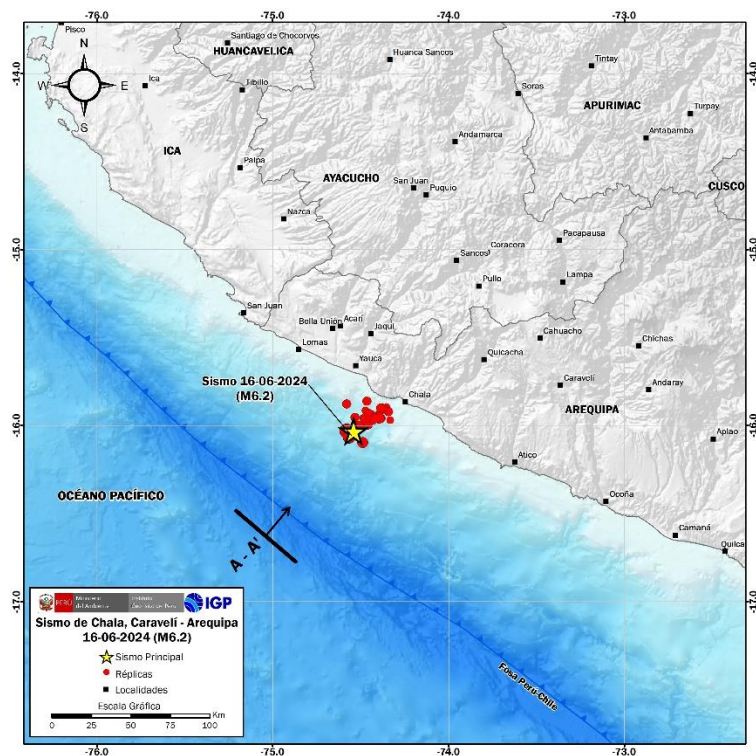 -76.0 -75.0 -74.0 -73.0
Pisco
Santiago de Chocorvos
HUANCAVELICA
Huanca Sancos
Tintay
N
W E
S
-14.0
-14.0
Ica
Tibillo
Soras
APURIMAC
Turpay
Andamarca
Antabamba
ICA
Palpa
AYACUCHO
San Juan
Puquio
CUSCO
Nazca
Pacapausa
-15.0
-15.0
Coracora
Sancos
Pullo
Lampa
San Juan
Bella Unión
Acarí
Jaqui
Cahuacho
Chichas
Lomas
Yauca
Quicacha
Sismo 16-06-2024
(M6.2)
Chala
Caravelí
Andaray
AREQUIPA
-16.0
-16.0
Aplao
Atico
OCÉANO PACÍFICO
Ocoña
A - A'
Camaná
Quilca
-17.0
-17.0
Fosa Perú-Chile
PERÚ Ministerio del Ambiente
IGP
Sismo de Chala, Caravelí - Arequipa
16-06-2024 (M6.2)
Sismo Principal
Réplicas
Localidades
Escala Gráfica
0 25 50 75 100 Km
-76.0 -75.0 -74.0 -73.0